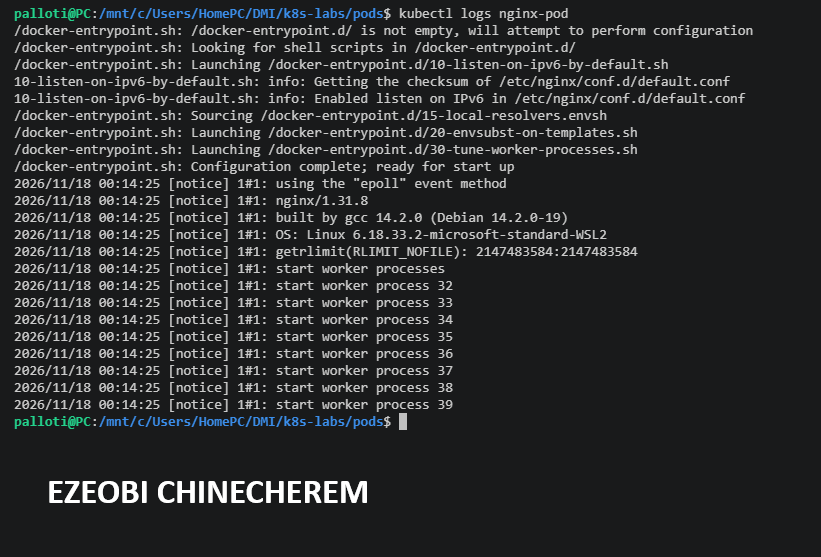 palloti@PC:/mnt/c/Users/HomePC/DMI/k8s-labs/pods$ kubectl logs nginx-pod
/docker-entrypoint.sh: /docker-entrypoint.d/ is not empty, will attempt to perform configuration
/docker-entrypoint.sh: Looking for shell scripts in /docker-entrypoint.d/
/docker-entrypoint.sh: Launching /docker-entrypoint.d/10-listen-on-ipv6-by-default.sh
10-listen-on-ipv6-by-default.sh: info: Getting the checksum of /etc/nginx/conf.d/default.conf
10-listen-on-ipv6-by-default.sh: info: Enabled listen on IPv6 in /etc/nginx/conf.d/default.conf
/docker-entrypoint.sh: Sourcing /docker-entrypoint.d/15-local-resolvers.envsh
/docker-entrypoint.sh: Launching /docker-entrypoint.d/20-envsubst-on-templates.sh
/docker-entrypoint.sh: Launching /docker-entrypoint.d/30-tune-worker-processes.sh
/docker-entrypoint.sh: Configuration complete; ready for start up
2026/11/18 00:14:25 [notice] 1#1: using the "epoll" event method
2026/11/18 00:14:25 [notice] 1#1: nginx/1.31.8
2026/11/18 00:14:25 [notice] 1#1: built by gcc 14.2.0 (Debian 14.2.0-19)
2026/11/18 00:14:25 [notice] 1#1: OS: Linux 6.18.33.2-microsoft-standard-WSL2
2026/11/18 00:14:25 [notice] 1#1: getrlimit(RLIMIT_NOFILE): 2147483584:2147483584
2026/11/18 00:14:25 [notice] 1#1: start worker processes
2026/11/18 00:14:25 [notice] 1#1: start worker process 32
2026/11/18 00:14:25 [notice] 1#1: start worker process 33
2026/11/18 00:14:25 [notice] 1#1: start worker process 34
2026/11/18 00:14:25 [notice] 1#1: start worker process 35
2026/11/18 00:14:25 [notice] 1#1: start worker process 36
2026/11/18 00:14:25 [notice] 1#1: start worker process 37
2026/11/18 00:14:25 [notice] 1#1: start worker process 38
2026/11/18 00:14:25 [notice] 1#1: start worker process 39
palloti@PC:/mnt/c/Users/HomePC/DMI/k8s-labs/pods$
EZEOBI CHINECHEREM